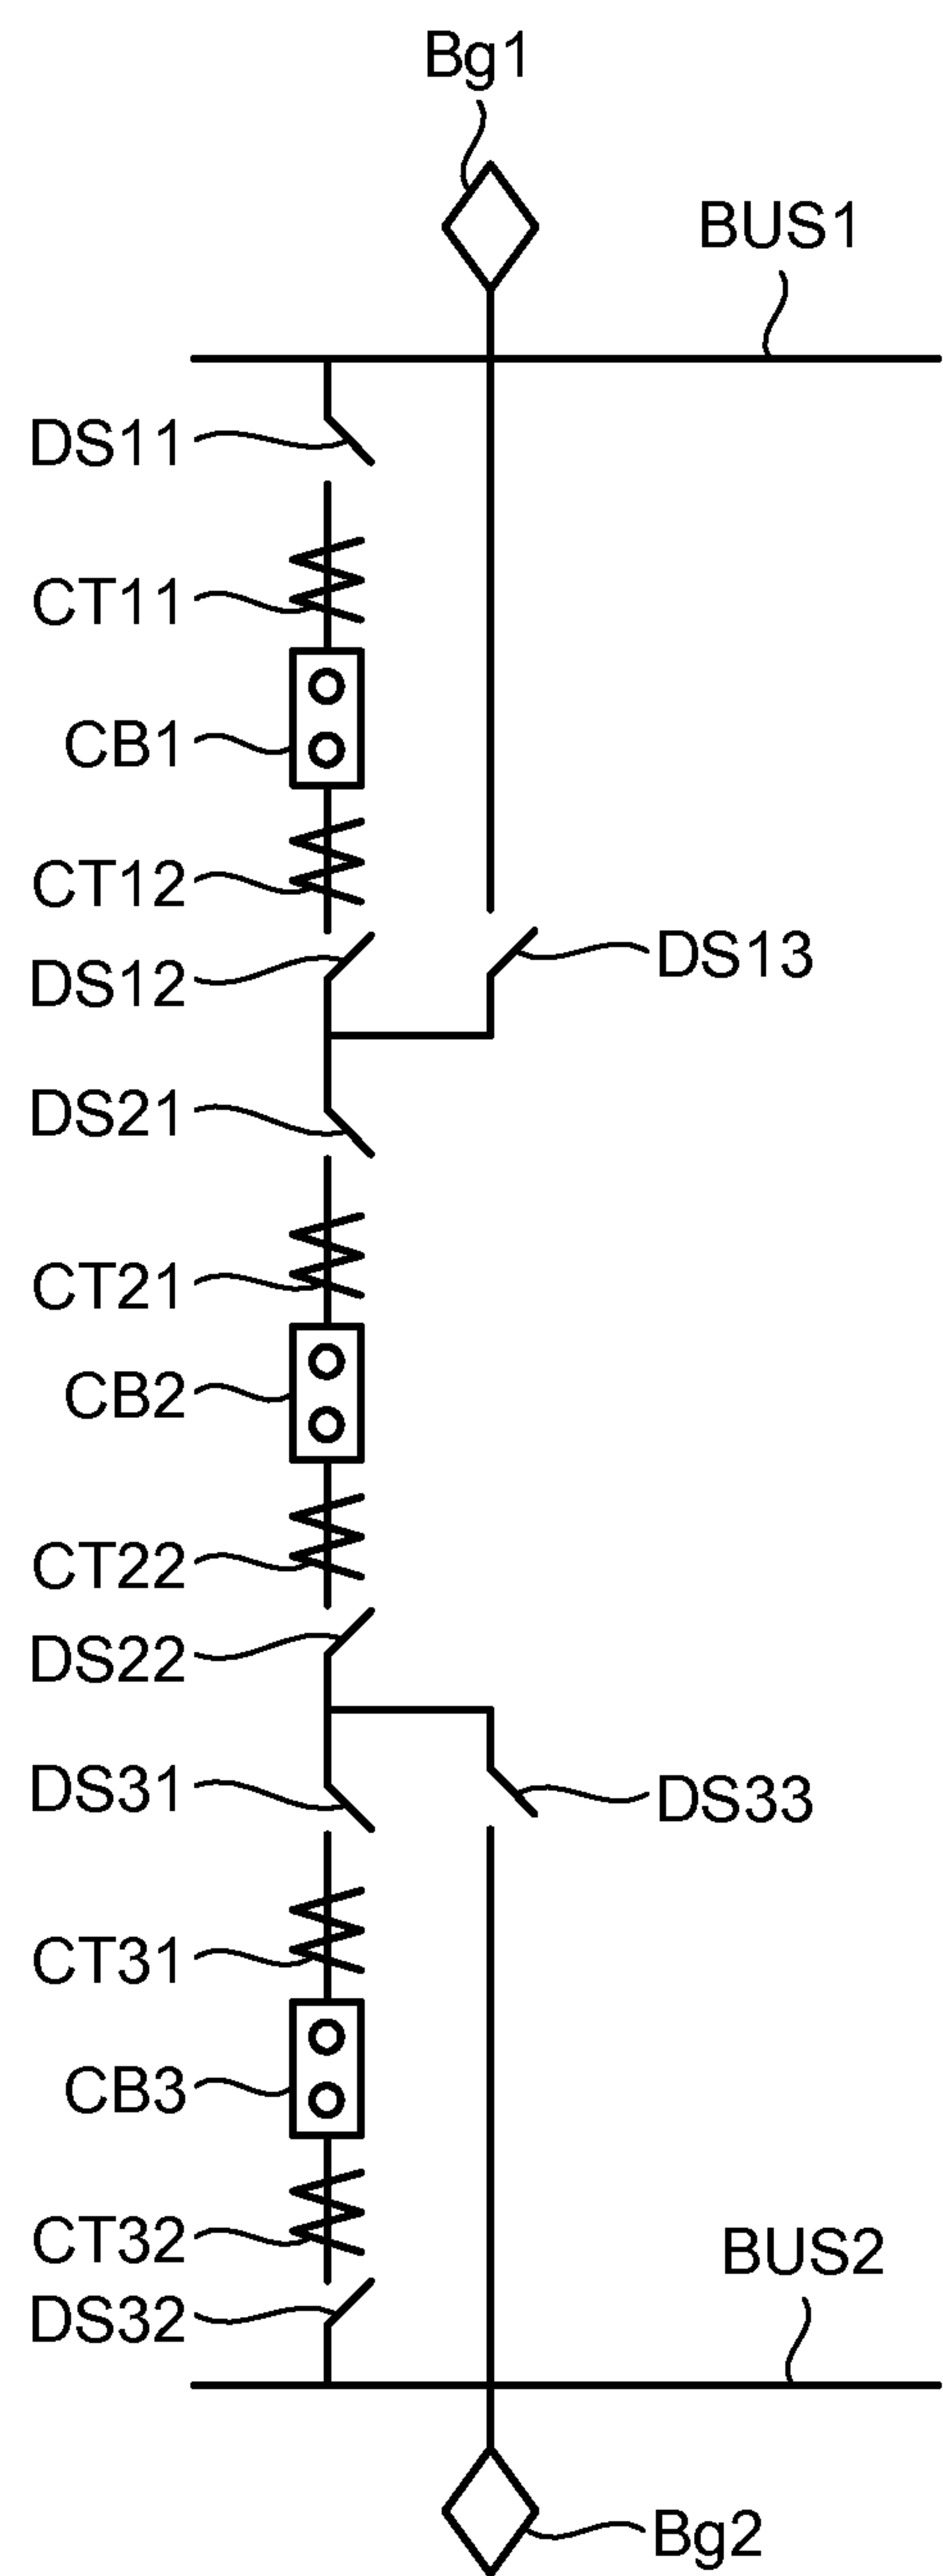 Bg1
BUS1
DS11
CT11
CB1
CT12
DS12
DS13
DS21
CT21
CB2
CT22
DS22
DS31
DS33
CT31
CB3
CT32
BUS2
DS32
Bg2